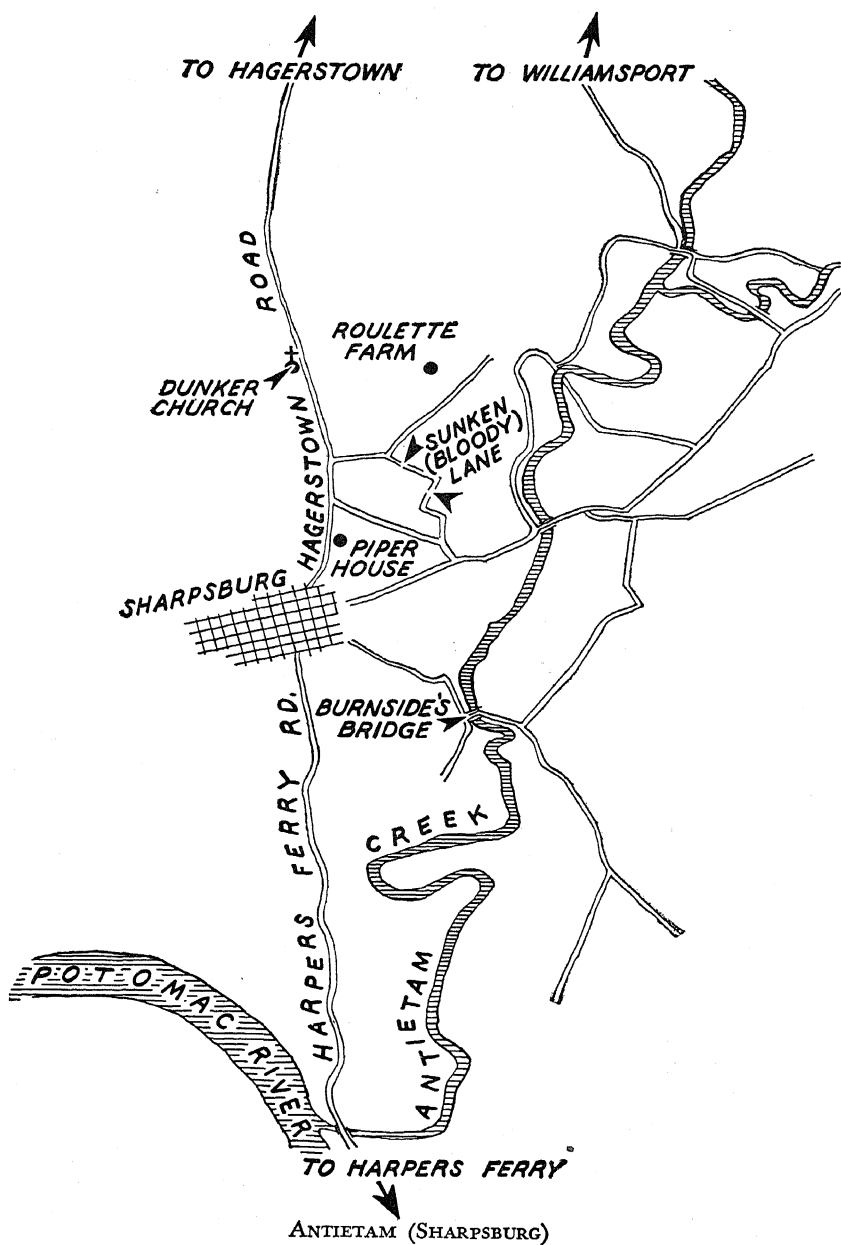 TO HAGERSTOWN
TO WILLIAMSPORT
HAGERSTOWN ROAD
ROULETTE
FARM
DUNKER
CHURCH
SUNKEN
(BLOODY)
LANE
PIPER
HOUSE
SHARPSBURG
BURNSIDE'S
BRIDGE
HARPERS FERRY RD.
ANTIETAM CREEK
POTOMAC RIVER
TO HARPERS FERRY
ANTIETAM (SHARPSBURG)